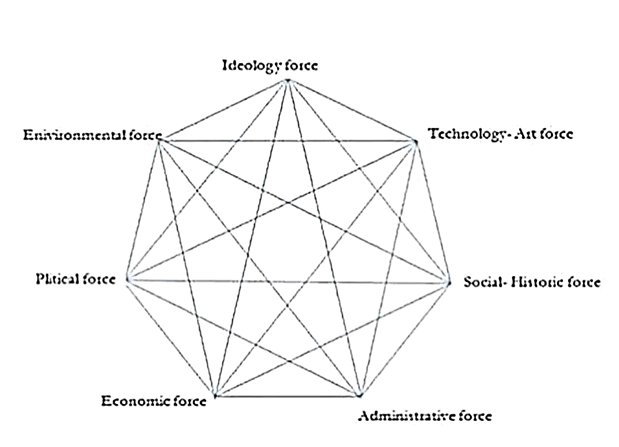 Ideology force
Enivironmental force
Technology- Art force
Plitical force
Social- Historic force
Economic force
Administrative force